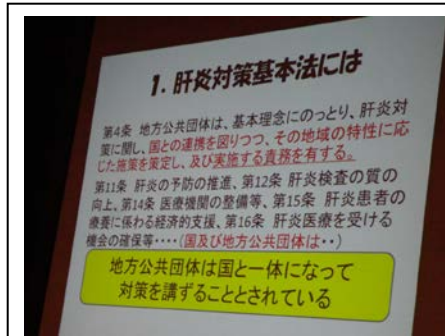 1. 肝炎対策基本法には
第4条 地方公共団体は、基本理念にのっとり、肝炎対
策に関し、国との連携を図りつつ、その地域の特性に応
じた施策を策定し、及び実施する責務を有する。
第11条 肝炎の予防の推進、第12条 肝炎検査の質の
向上、第14条 医療機関の整備等、第15条 肝炎患者の
療養に係わる経済的支援、第16条 肝炎医療を受ける
機会の確保等‥‥(国及び地方公共団体は‥)
地方公共団体は国と一体になって
対策を講ずることとされている